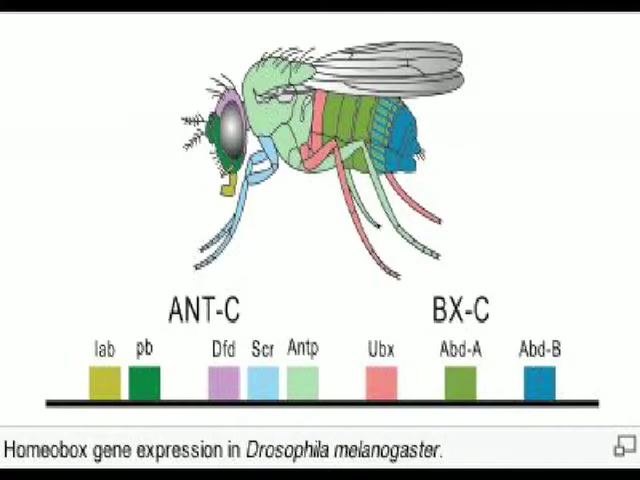 ANT-C BX-C
lab pb Dfd Scr Antp Ubx Abd-A Abd-B
Homeobox gene expression in Drosophila melanogaster.